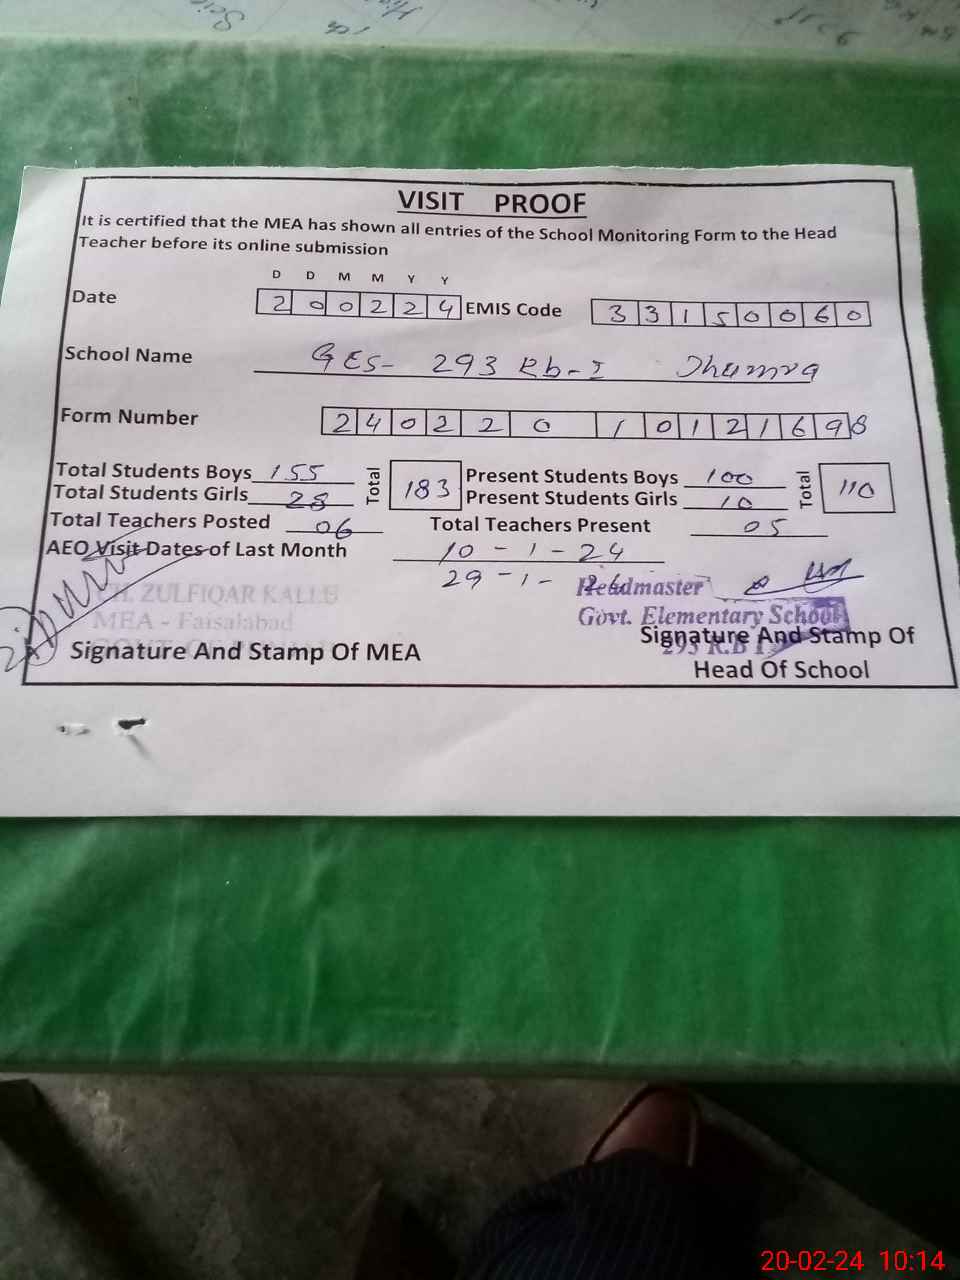 VISIT PROOF
It is certified that the MEA has shown all entries of the School Monitoring Form to the Head
Teacher before its online submission
D D M M Y Y
Date 2 0 0 2 2 4 EMIS Code 3 3 1 5 0 0 6 0
School Name GES- 293 Rb-I Jhumra
Form Number 2 4 0 2 2 0 1 0 1 2 1 6 9 8
Total Students Boys 155 Total 183 Present Students Boys 100 Total 110
Total Students Girls 28 Present Students Girls 10
Total Teachers Posted 06 Total Teachers Present 05
AEO Visit Dates of Last Month 10 - 1 - 24
29 - 1 - 24
ZULFIQAR KALLE
MEA - Faisalabad
Headmaster
Govt. Elementary School
293 R.B I
Signature And Stamp Of MEA
Signature And Stamp Of
Head Of School
20-02-24 10:14